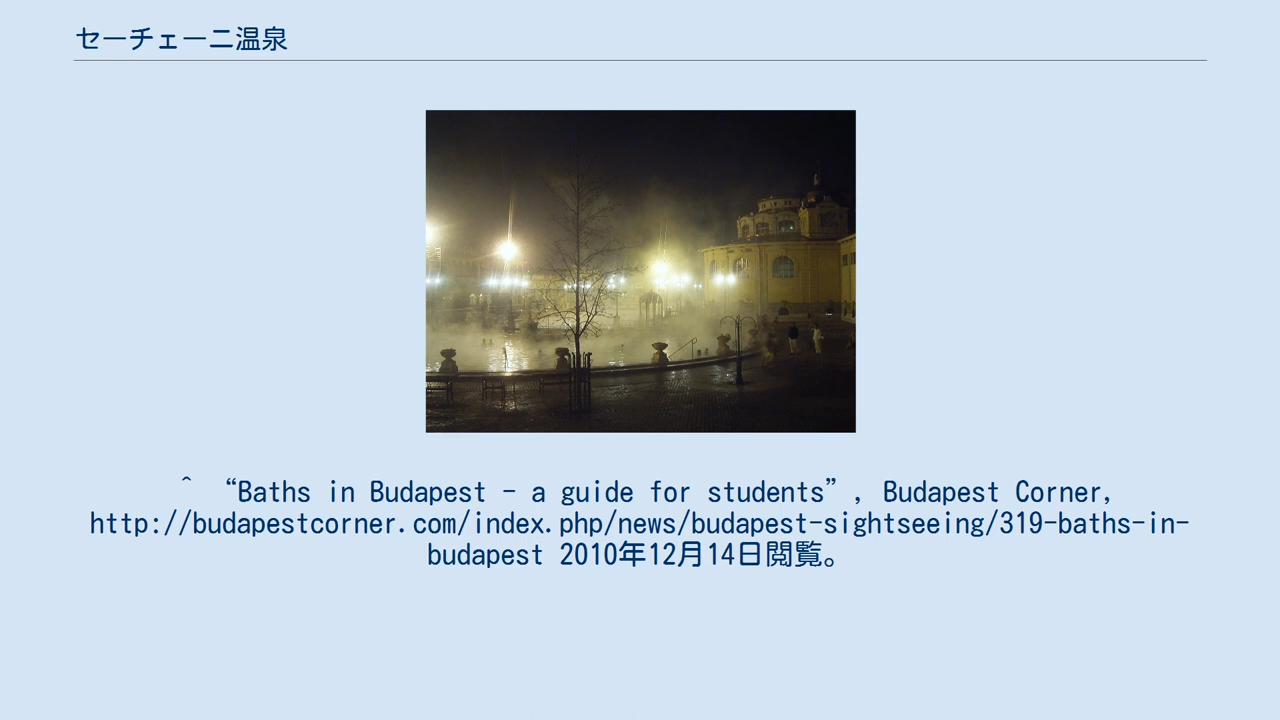 セーチェーニ温泉
^ “Baths in Budapest - a guide for students”, Budapest Corner,
http://budapestcorner.com/index.php/news/budapest-sightseeing/319-baths-in-
budapest 2010年12月14日閲覧。